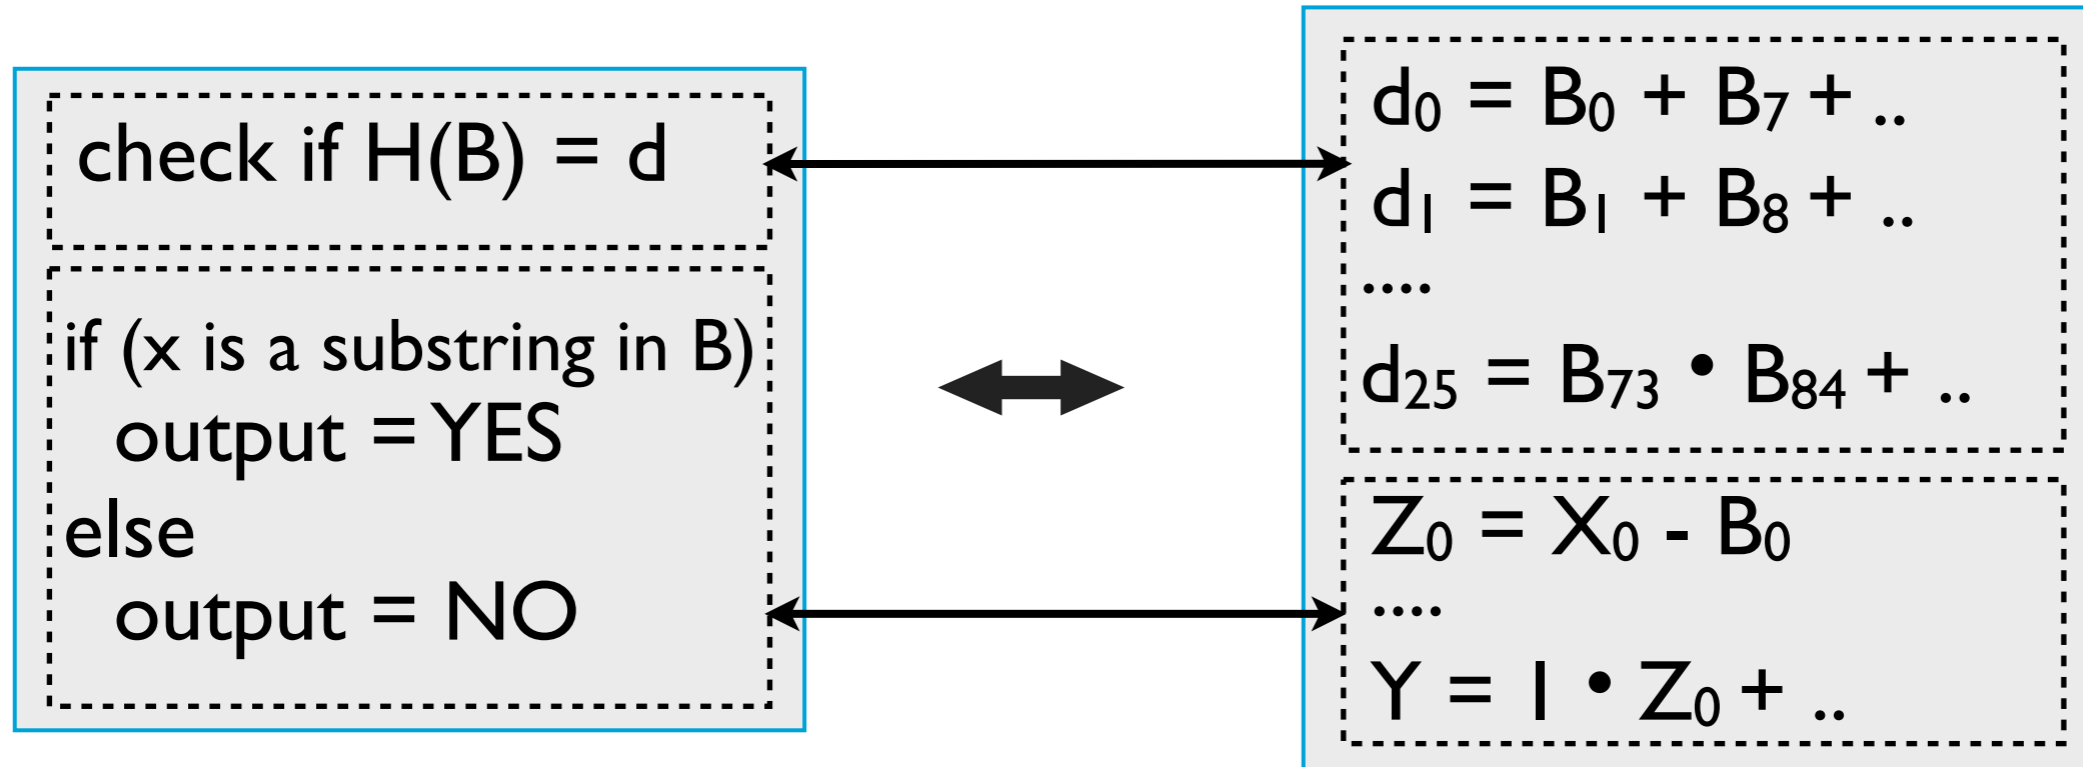 check if H(B) = d
if (x is a substring in B)
output = YES
else
output = NO
d₀ = B₀ + B₇ + ..
d₁ = B₁ + B₈ + ..
....
d₂₅ = B₇₃ • B₈₄ + ..
Z₀ = X₀ - B₀
....
Y = 1 • Z₀ + ..